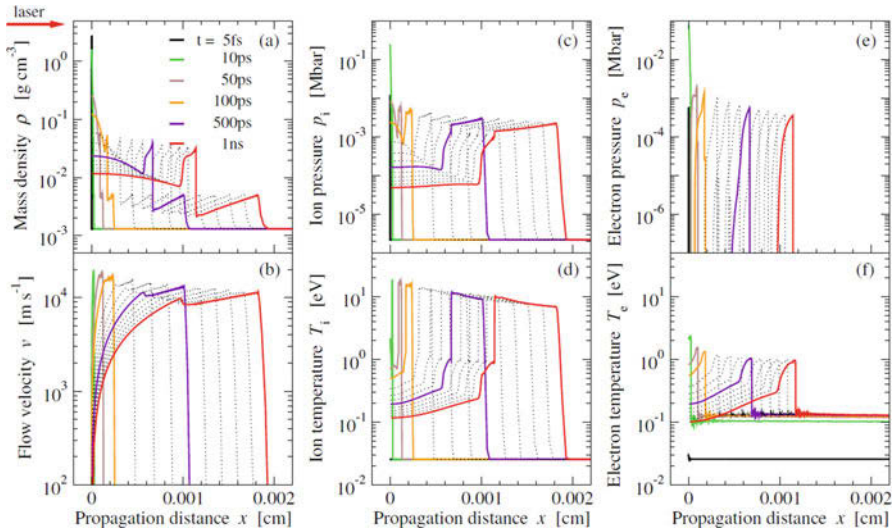 laser
(a)
t = 5fs
10ps
50ps
100ps
500ps
1ns
Mass density ρ [g cm⁻³]
10⁰
10⁻¹
10⁻²
10⁻³
(c)
Ion pressure pᵢ [Mbar]
10⁻¹
10⁻³
10⁻⁵
(e)
Electron pressure pₑ [Mbar]
10⁻²
10⁻⁴
10⁻⁶
(b)
Flow velocity v [m s⁻¹]
10⁴
10³
10²
0 0.001 0.002
Propagation distance x [cm]
(d)
Ion temperature Tᵢ [eV]
10¹
10⁰
10⁻¹
10⁻²
0 0.001 0.002
Propagation distance x [cm]
(f)
Electron temperature Tₑ [eV]
10¹
10⁰
10⁻¹
10⁻²
0 0.001 0.002
Propagation distance x [cm]